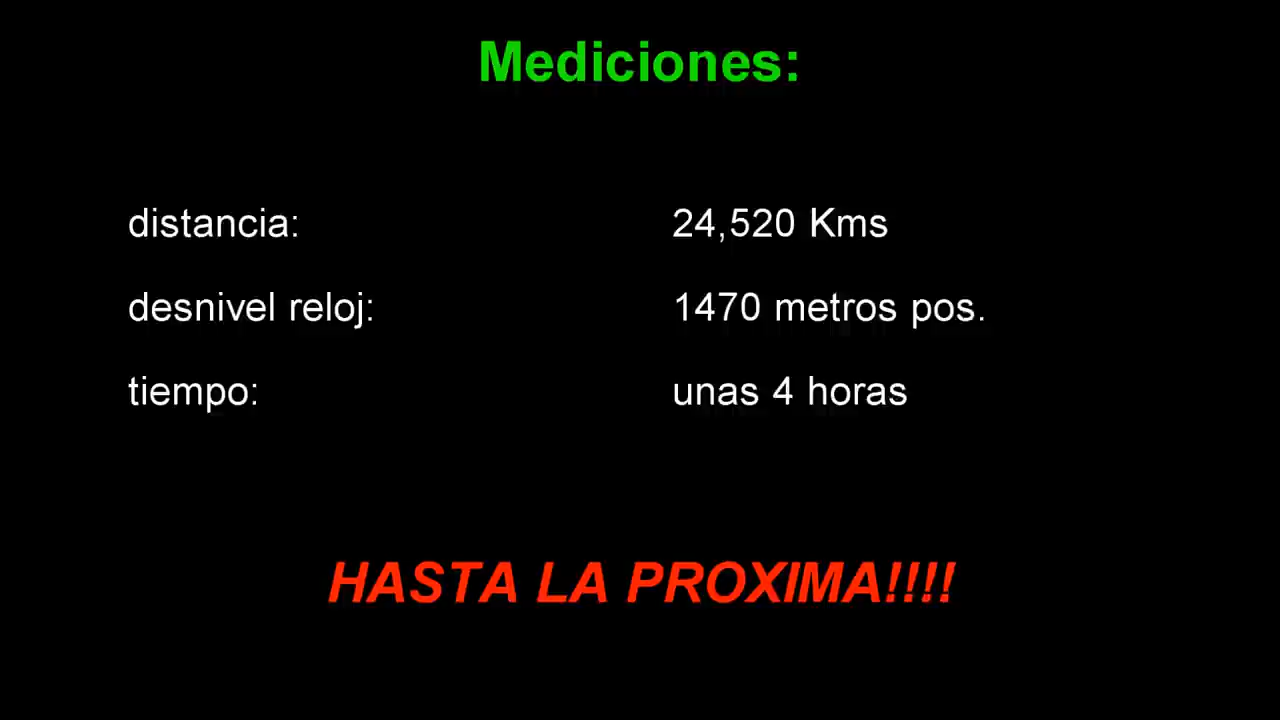 Mediciones:
distancia: 24,520 Kms
desnivel reloj: 1470 metros pos.
tiempo: unas 4 horas
HASTA LA PROXIMA!!!!